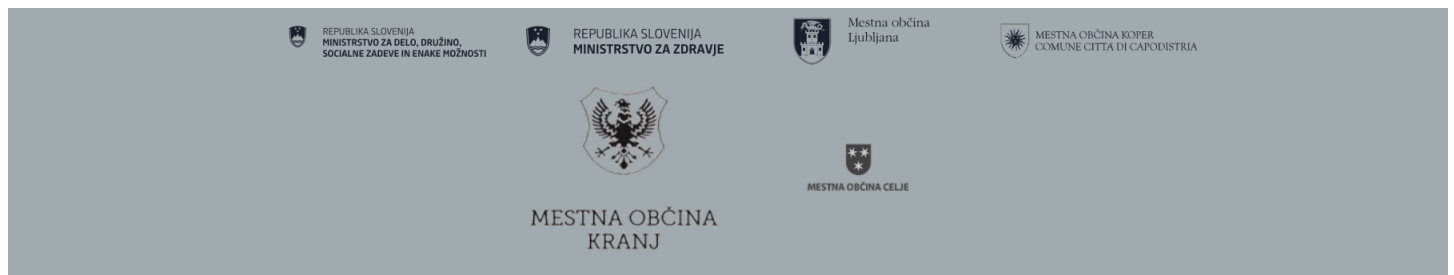 REPUBLIKA SLOVENIJA
MINISTRSTVO ZA DELO, DRUŽINO,
SOCIALNE ZADEVE IN ENAKE MOŽNOSTI
REPUBLIKA SLOVENIJA
MINISTRSTVO ZA ZDRAVJE
Mestna občina
Ljubljana
MESTNA OBČINA KOPER
COMUNE CITTA DI CAPODISTRIA
MESTNA OBČINA
KRANJ
MESTNA OBČINA CELJE